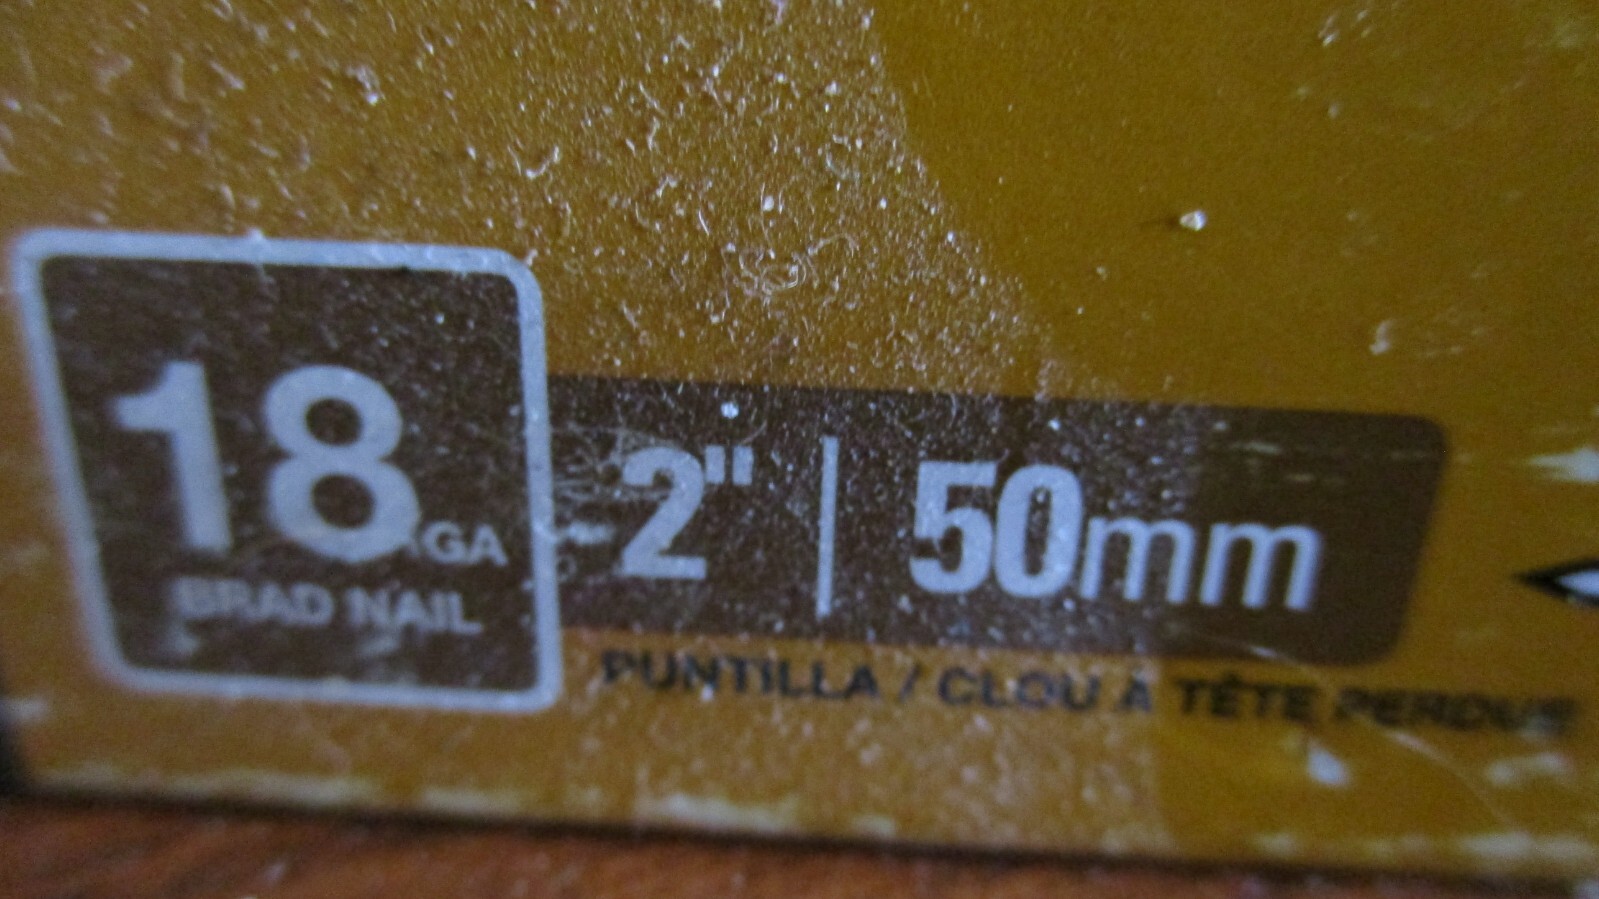 18GA
BRAD NAIL
2" | 50mm
PUNTILLA / CLOU À TÊTE PERDUE